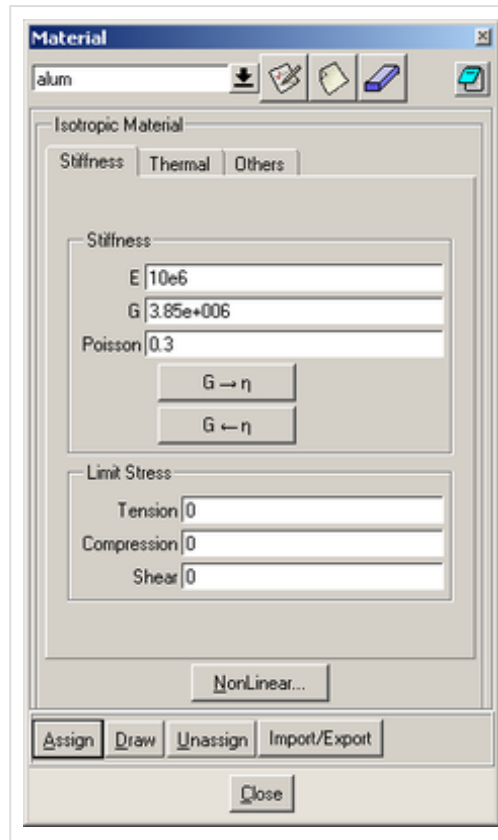 Material
alum
Isotropic Material
Stiffness Thermal Others
Stiffness
E 10e6
G 3.85e+006
Poisson 0.3
G → η
G ← η
Limit Stress
Tension 0
Compression 0
Shear 0
NonLinear...
Assign Draw Unassign Import/Export
Close